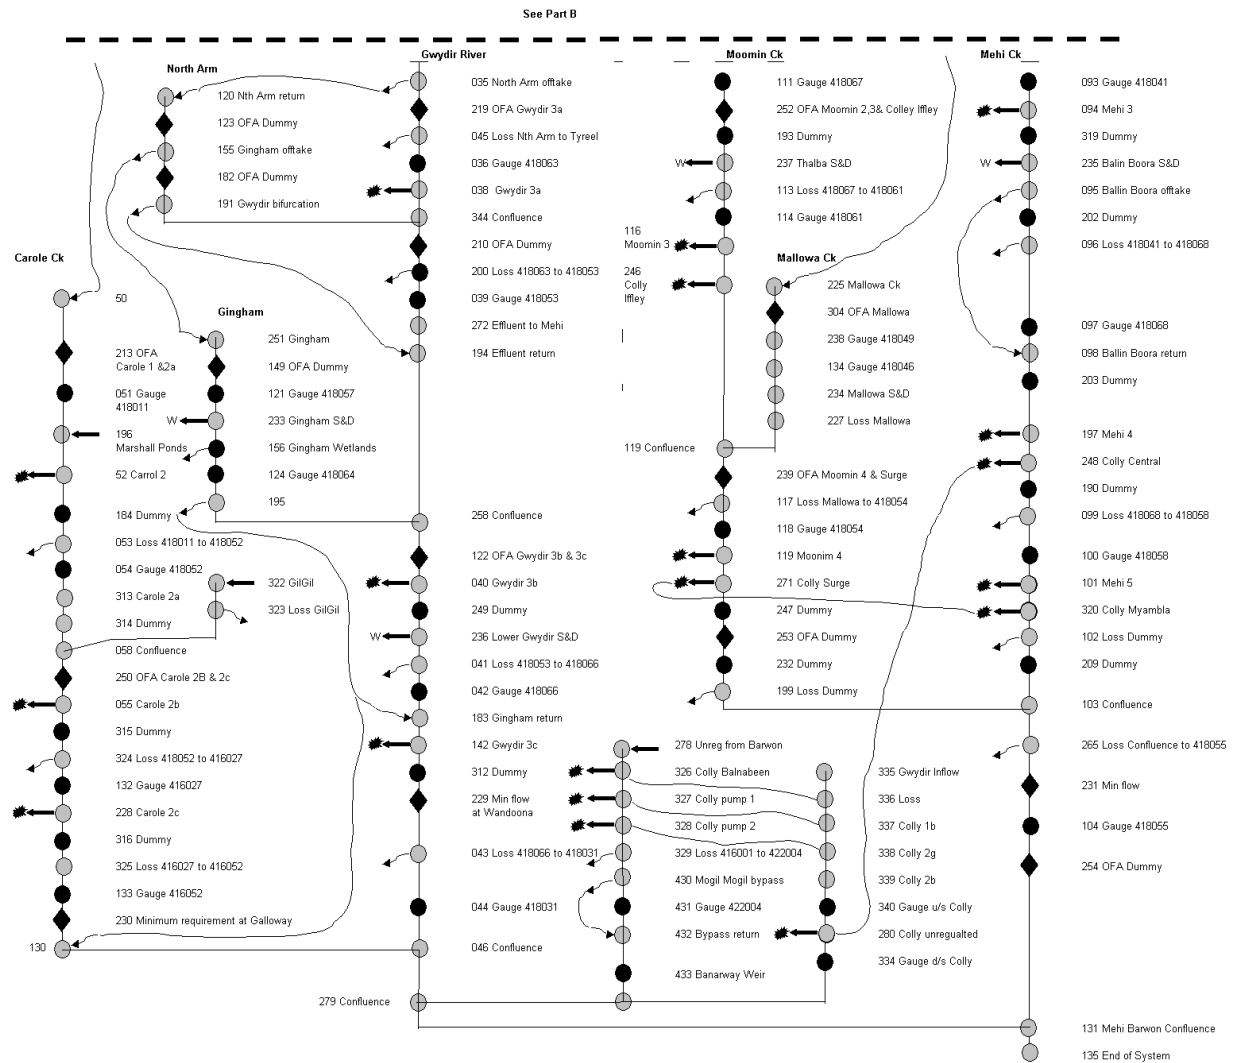 See Part B
Gwydir River
Moomin Ck
Mehi Ck
North Arm
120 Nth Arm return
123 OFA Dummy
155 Gingham offtake
182 OFA Dummy
191 Gwydir bifurcation
Carole Ck
50
213 OFA
Carole 1 &2a
051 Gauge
418011
196
Marshall Ponds
52 Carrol 2
184 Dummy
053 Loss 418011 to 418052
054 Gauge 418052
313 Carole 2a
314 Dummy
058 Confluence
250 OFA Carole 2B & 2c
055 Carole 2b
315 Dummy
324 Loss 418052 to 416027
132 Gauge 416027
228 Carole 2c
316 Dummy
325 Loss 416027 to 416052
133 Gauge 416052
230 Minimum requirement at Galloway
130
Gingham
251 Gingham
149 OFA Dummy
121 Gauge 418057
W
233 Gingham S&D
156 Gingham Wetlands
124 Gauge 418064
195
322 GilGil
323 Loss GilGil
035 North Arm offtake
219 OFA Gwydir 3a
045 Loss Nth Arm to Tyreel
036 Gauge 418063
038 Gwydir 3a
344 Confluence
210 OFA Dummy
200 Loss 418063 to 418053
039 Gauge 418053
272 Effluent to Mehi
194 Effluent return
258 Confluence
122 OFA Gwydir 3b & 3c
040 Gwydir 3b
249 Dummy
W
236 Lower Gwydir S&D
041 Loss 418053 to 418066
042 Gauge 418066
183 Gingham return
142 Gwydir 3c
312 Dummy
229 Min flow
at Wandoona
043 Loss 418066 to 418031
044 Gauge 418031
046 Confluence
279 Confluence
111 Gauge 418067
252 OFA Moomin 2,3& Colley Iffley
193 Dummy
W
237 Thalba S&D
113 Loss 418067 to 418061
114 Gauge 418061
116
Moomin 3
246
Colly
Iffley
Mallowa Ck
225 Mallowa Ck
304 OFA Mallowa
238 Gauge 418049
134 Gauge 418046
234 Mallowa S&D
227 Loss Mallowa
119 Confluence
239 OFA Moomin 4 & Surge
117 Loss Mallowa to 418054
118 Gauge 418054
119 Moonim 4
271 Colly Surge
247 Dummy
253 OFA Dummy
232 Dummy
199 Loss Dummy
278 Unreg from Barwon
326 Colly Balnabeen
327 Colly pump 1
328 Colly pump 2
329 Loss 416001 to 422004
430 Mogil Mogil bypass
431 Gauge 422004
432 Bypass return
433 Banarway Weir
335 Gwydir Inflow
336 Loss
337 Colly 1b
338 Colly 2g
339 Colly 2b
340 Gauge u/s Colly
280 Colly unregualted
334 Gauge d/s Colly
093 Gauge 418041
094 Mehi 3
319 Dummy
W
235 Balin Boora S&D
095 Ballin Boora offtake
202 Dummy
096 Loss 418041 to 418068
097 Gauge 418068
098 Ballin Boora return
203 Dummy
197 Mehi 4
248 Colly Central
190 Dummy
099 Loss 418068 to 418058
100 Gauge 418058
101 Mehi 5
320 Colly Myambla
102 Loss Dummy
209 Dummy
103 Confluence
265 Loss Confluence to 418055
231 Min flow
104 Gauge 418055
254 OFA Dummy
131 Mehi Barwon Confluence
135 End of System